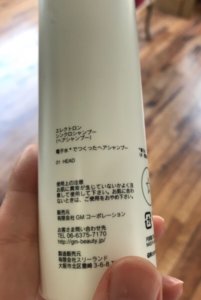 エレクトロン
シンクロシャンプー
(ヘアシャンプー)
電子水*でつくったヘアシャンプー
01 HEAD
使用上の注意
お肌に異常が生じていないかよく注
意して使用して下さい。お肌に合わ
ないときは、ご使用をおやめ下さい。
販売元
有限会社 GM コーポレーション
お客さまお問い合わせ先
TEL 06-6375-7170
http://gm-beauty.jp/
製造販売元
有限会社スリーランド
大阪市北区豊崎 3-6-8